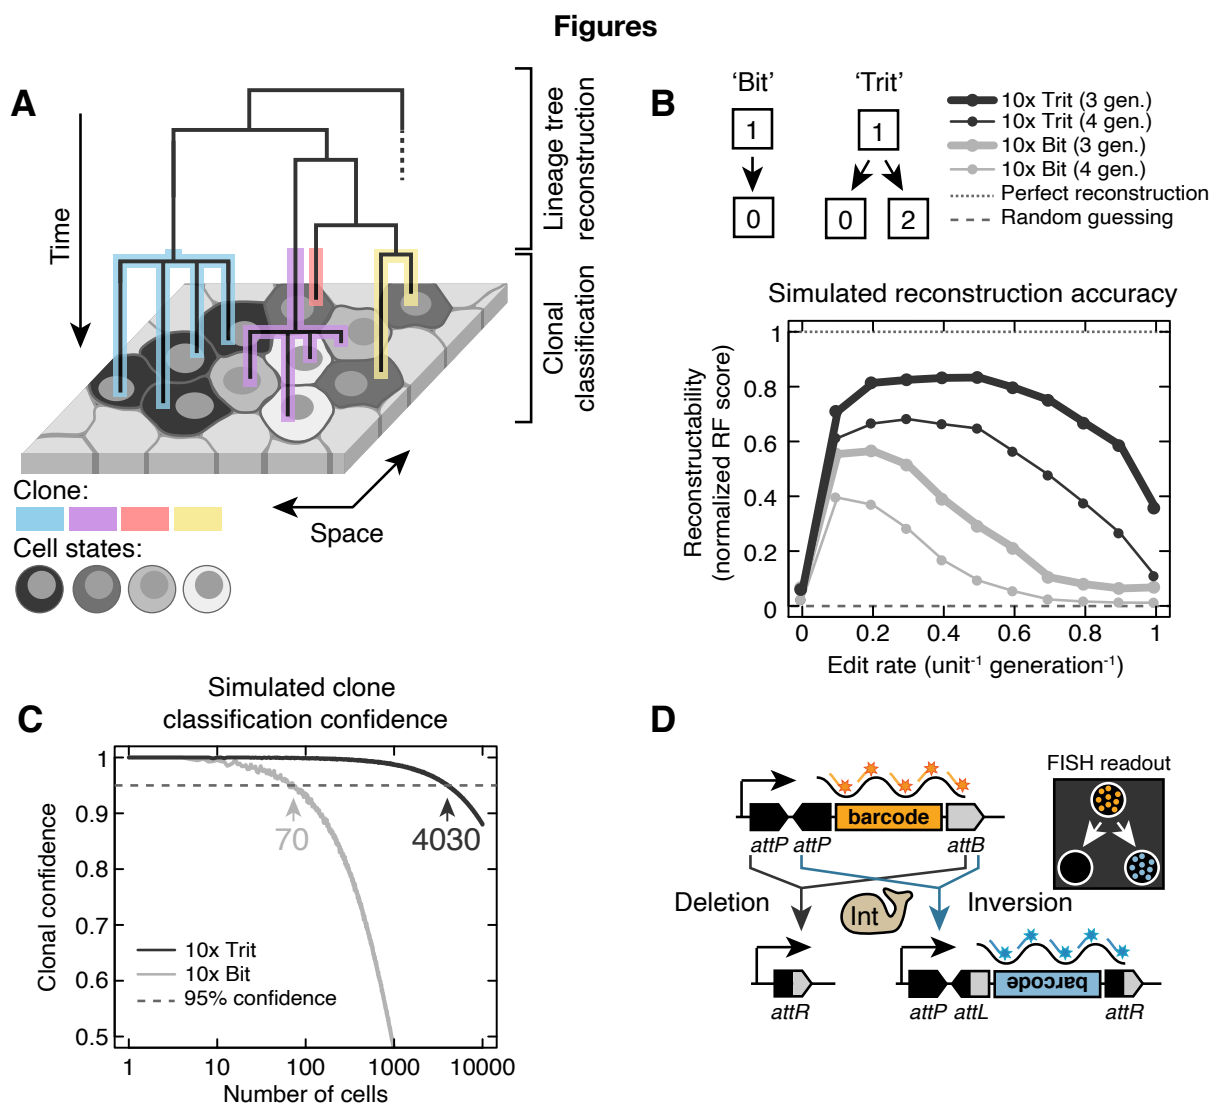 Figures
A
Time
Lineage tree
reconstruction
Clonal
classification
Space
Clone:
Cell states:
B
'Bit'
'Trit'
1
0
1
0
2
10x Trit (3 gen.)
10x Trit (4 gen.)
10x Bit (3 gen.)
10x Bit (4 gen.)
Perfect reconstruction
Random guessing
Simulated reconstruction accuracy
Reconstructability
(normalized RF score)
1
0.8
0.6
0.4
0.2
0
0
0.2
0.4
0.6
0.8
1
Edit rate (unit⁻¹ generation⁻¹)
C
Simulated clone
classification confidence
Clonal confidence
1
0.9
0.8
0.7
0.6
0.5
70
4030
10x Trit
10x Bit
95% confidence
1
10
100
1000
10000
Number of cells
D
FISH readout
barcode
attP
attP
attB
Deletion
Int
Inversion
attR
barcode
attP
attL
attR